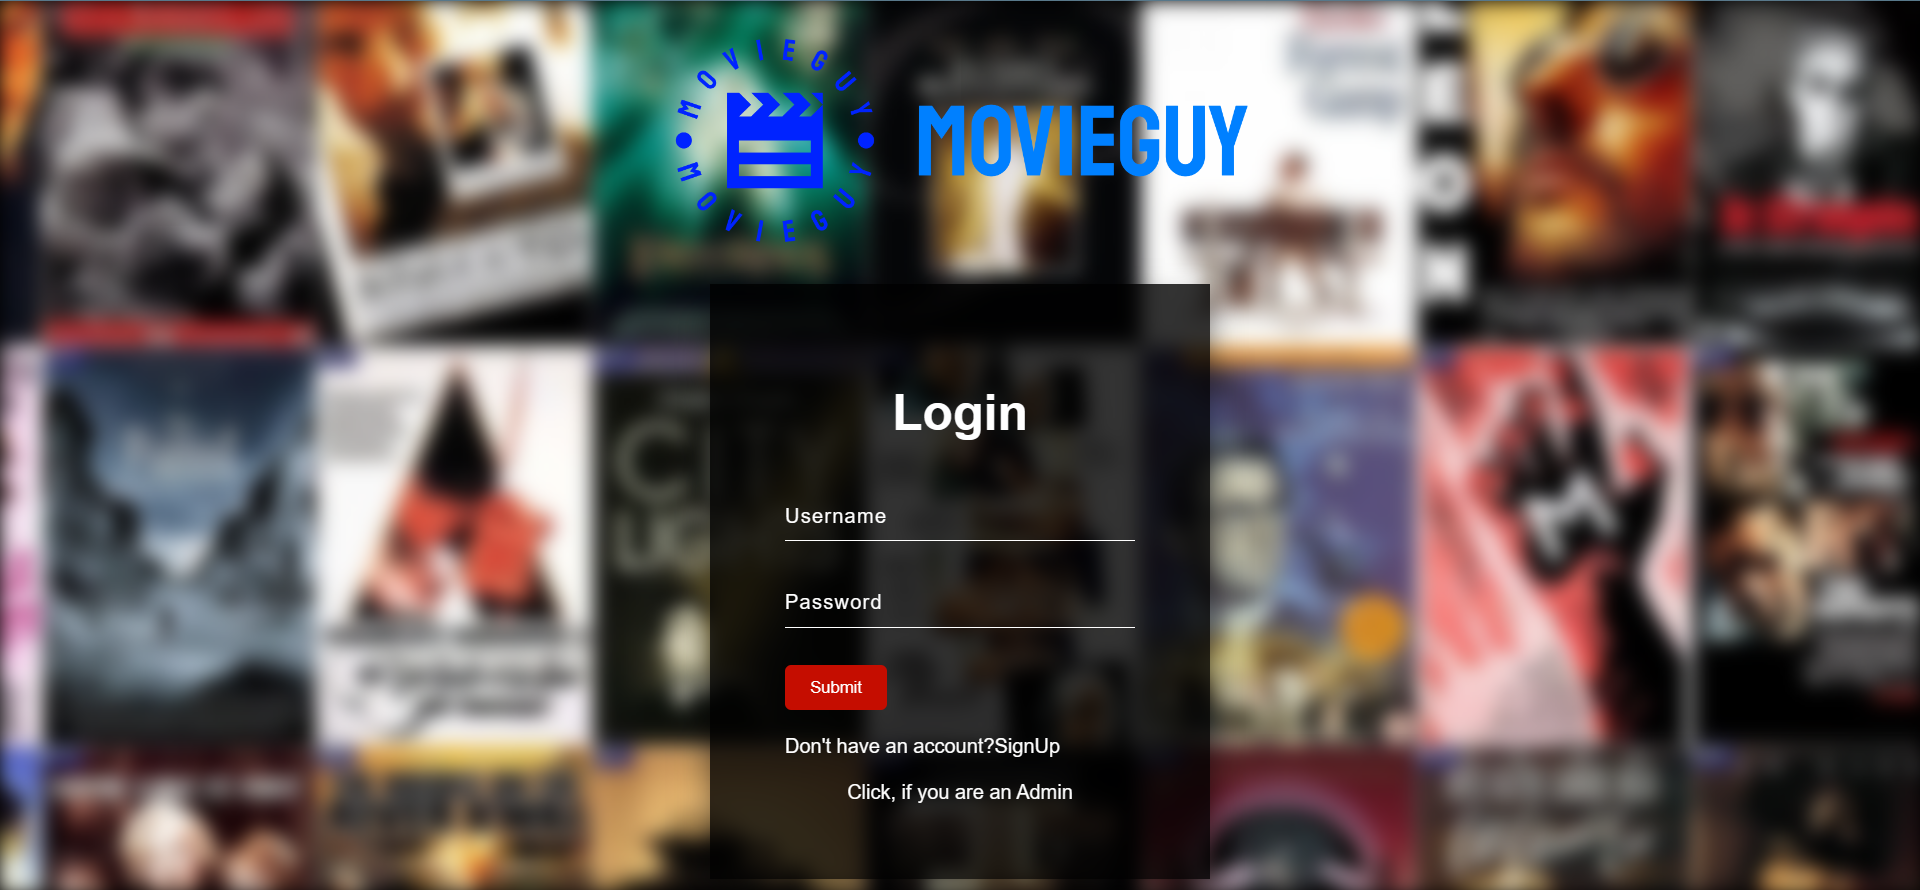 MOVIEGUY
MOVIEGUY
MOVIEGUY
Login
Username
Password
Submit
Don't have an account?SignUp
Click, if you are an Admin